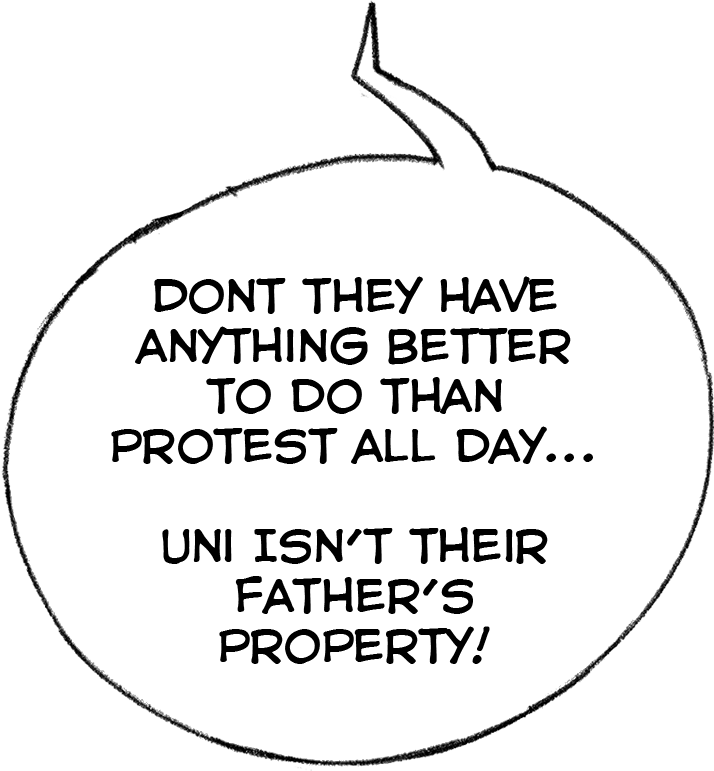 DONT THEY HAVE
ANYTHING BETTER
TO DO THAN
PROTEST ALL DAY...
UNI ISN'T THEIR
FATHER'S
PROPERTY!